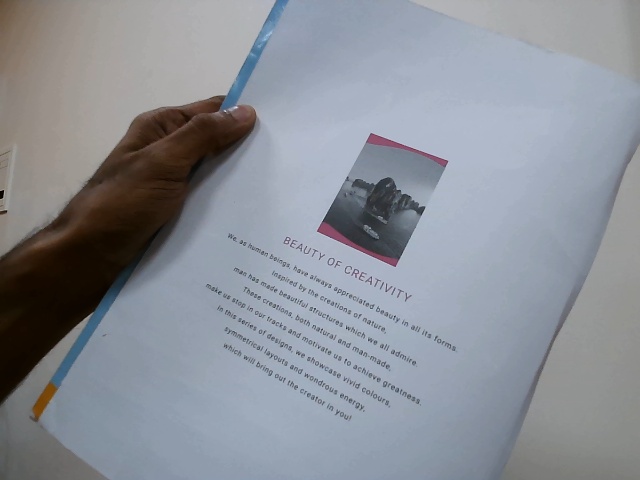 BEAUTY OF CREATIVITY
We, as human beings, have always appreciated beauty in all its forms.
Inspired by the creations of nature,
man has made beautiful structures which we all admire.
These creations, both natural and man-made,
make us stop in our tracks and motivate us to achieve greatness.
In this series of designs, we showcase vivid colours,
symmetrical layouts and wondrous energy,
which will bring out the creator in you!